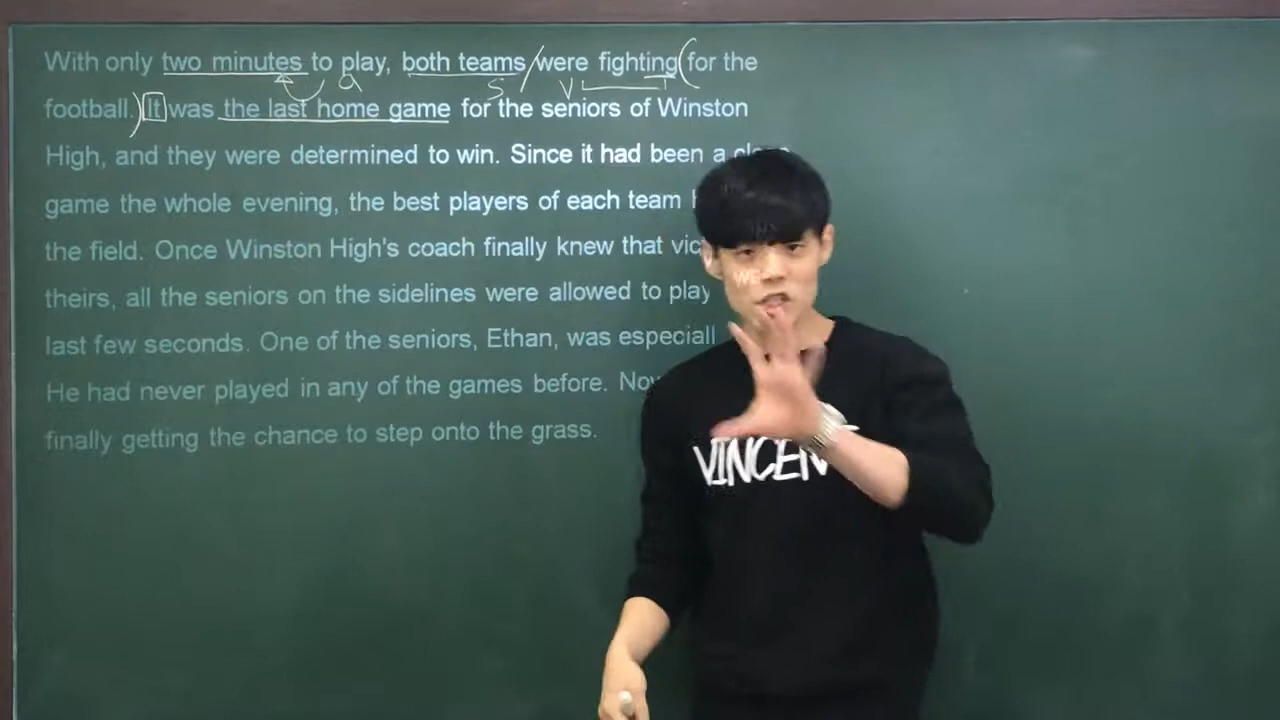 With only two minutes to play, both teams were fighting (for the
a
S
V
football.) It was the last home game for the seniors of Winston
High, and they were determined to win. Since it had been a
game the whole evening, the best players of each team
the field. Once Winston High's coach finally knew that
theirs, all the seniors on the sidelines were allowed to play
last few seconds. One of the seniors, Ethan, was
He had never played in any of the games before.
finally getting the chance to step onto the grass.